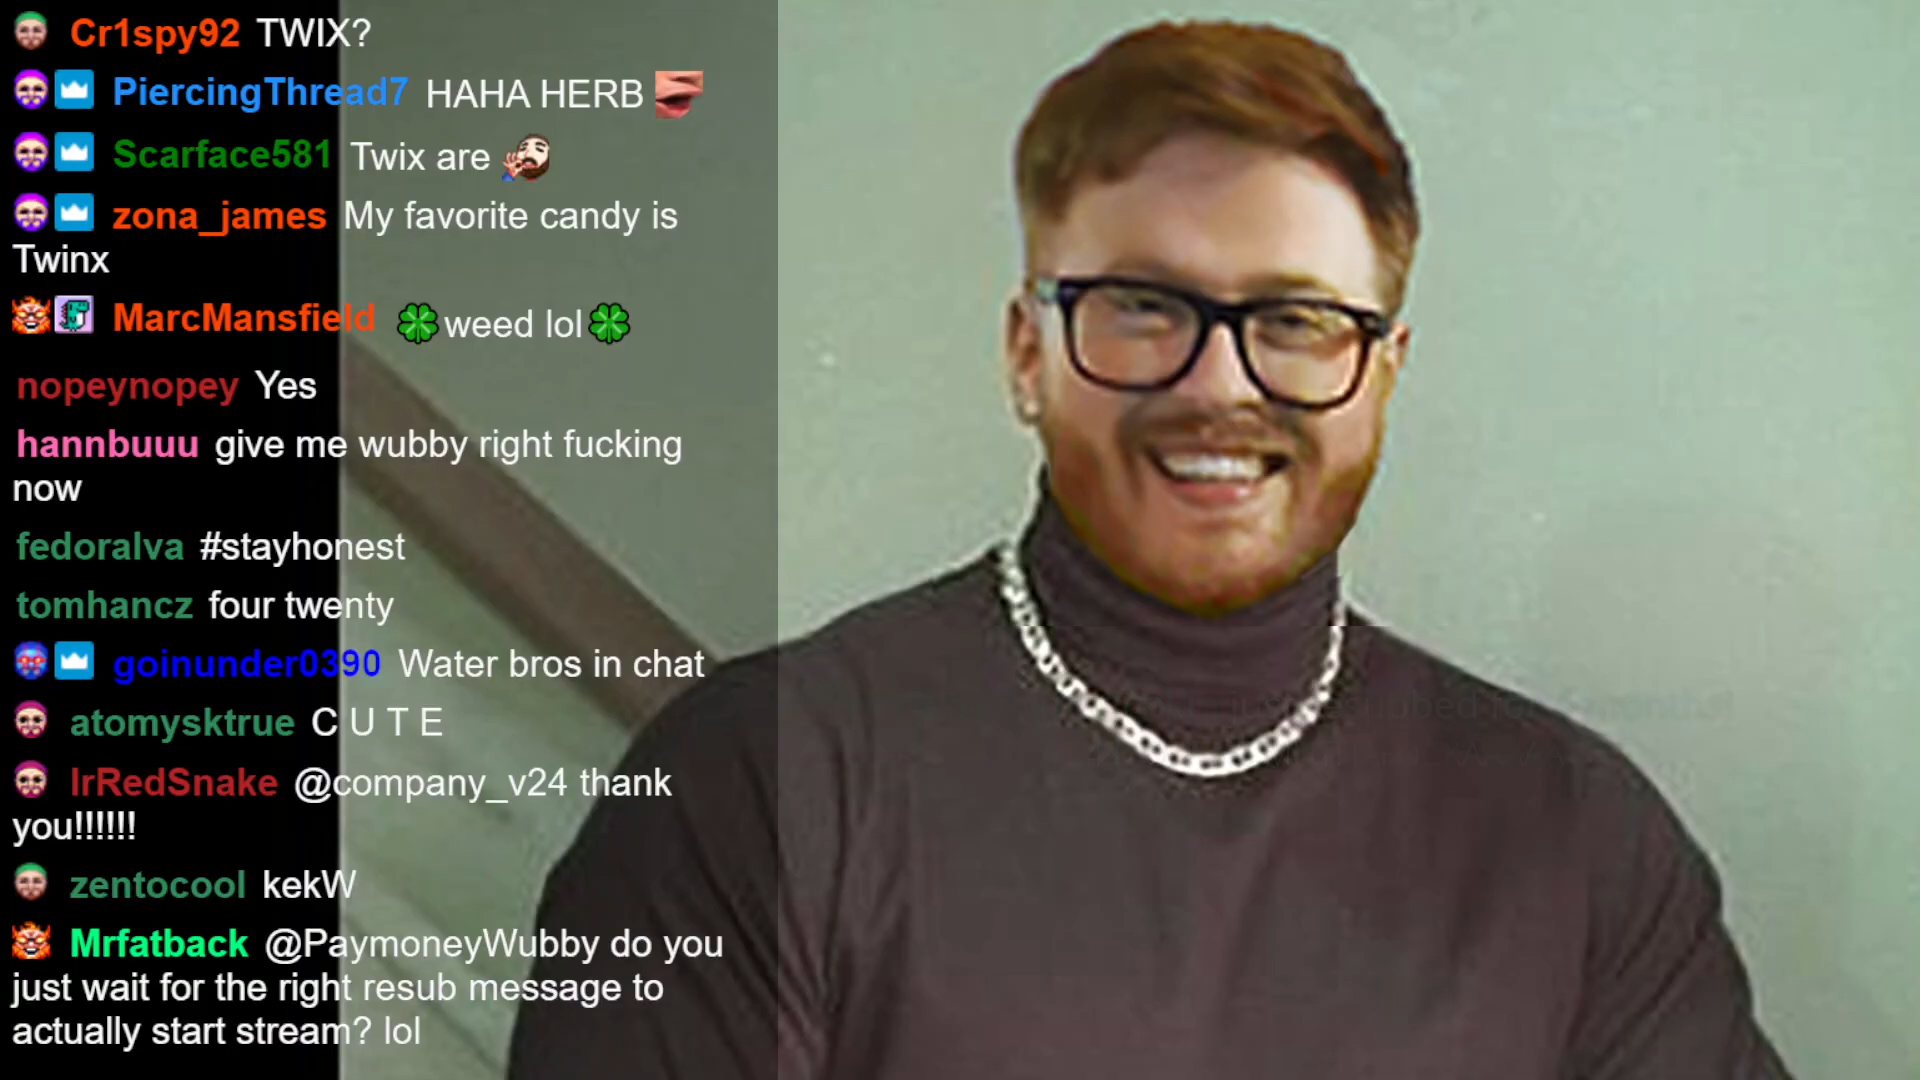 Cr1spy92 TWIX?
PiercingThread7 HAHA HERB
Scarface581 Twix are
zona_james My favorite candy is
Twinx
MarcMansfield 🍀weed lol🍀
nopeynopey Yes
hannbuuu give me wubby right fucking
now
fedoralva #stayhonest
tomhancz four twenty
goinunder0390 Water bros in chat
atomysktrue C U T E
IrRedSnake @company_v24 thank
you!!!!!!
zentocool kekW
Mrfatback @PaymoneyWubby do you
just wait for the right resub message to
actually start stream? lol